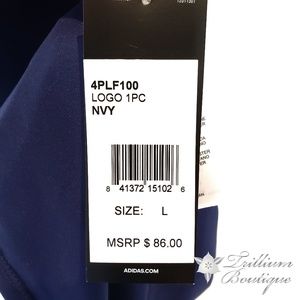 4PLF100
LOGO 1PC
NVY
8 41372 15102 6
SIZE: L
MSRP $ 86.00
ADIDAS.COM
Trillium
Boutique